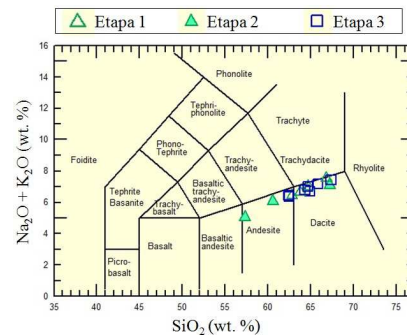 Etapa 1 Etapa 2 Etapa 3
Na₂O + K₂O (wt. %)
16
14
12
10
8
6
4
2
0
Phonolite
Tephri-
phonolite
Trachyte
Foidite
Phono-
Tephrite
Trachy-
andesite
Trachydacite
Rhyolite
Tephrite
Basanite
Basaltic
trachy-
andesite
Trachy-
basalt
Basalt
Basaltic
andesite
Andesite
Dacite
Picro-
basalt
35 40 45 50 55 60 65 70 75
SiO₂ (wt. %)